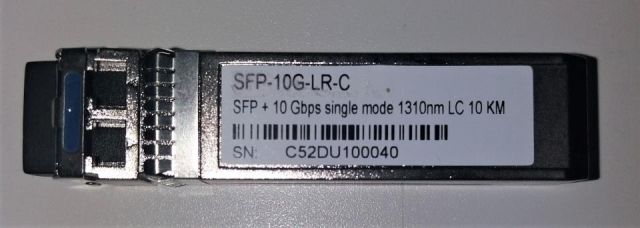 SFP-10G-LR-C
SFP + 10 Gbps single mode 1310nm LC 10 KM
SN: C52DU100040